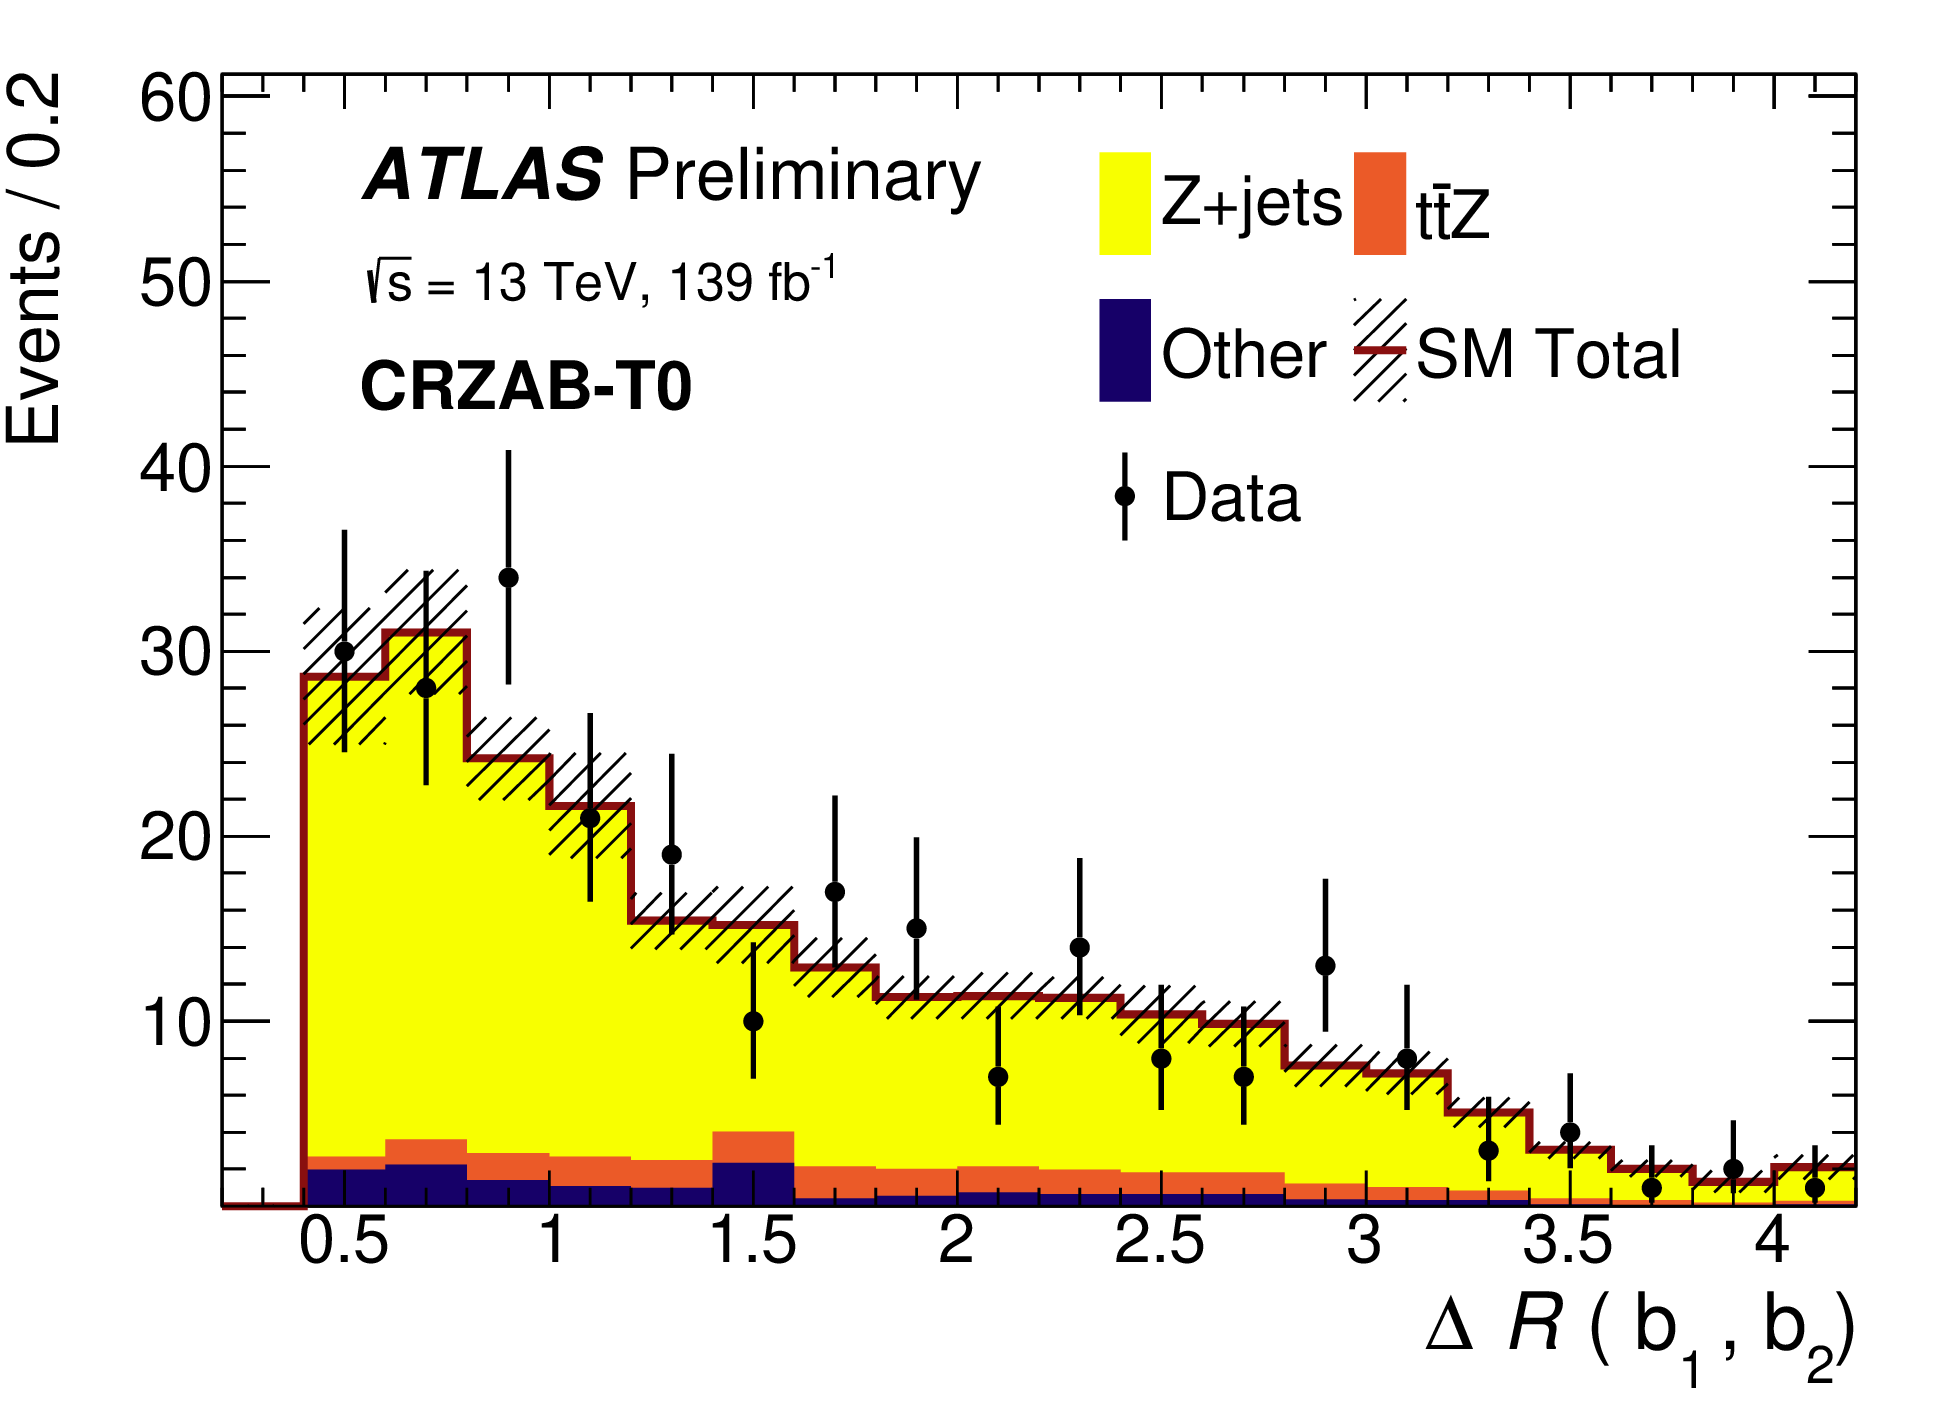 Events / 0.2
60
50
40
30
20
10
ATLAS Preliminary
√s = 13 TeV, 139 fb⁻¹
CRZAB-T0
Z+jets
tt̄Z
Other
SM Total
Data
0.5 1 1.5 2 2.5 3 3.5 4
Δ R ( b₁ , b₂)